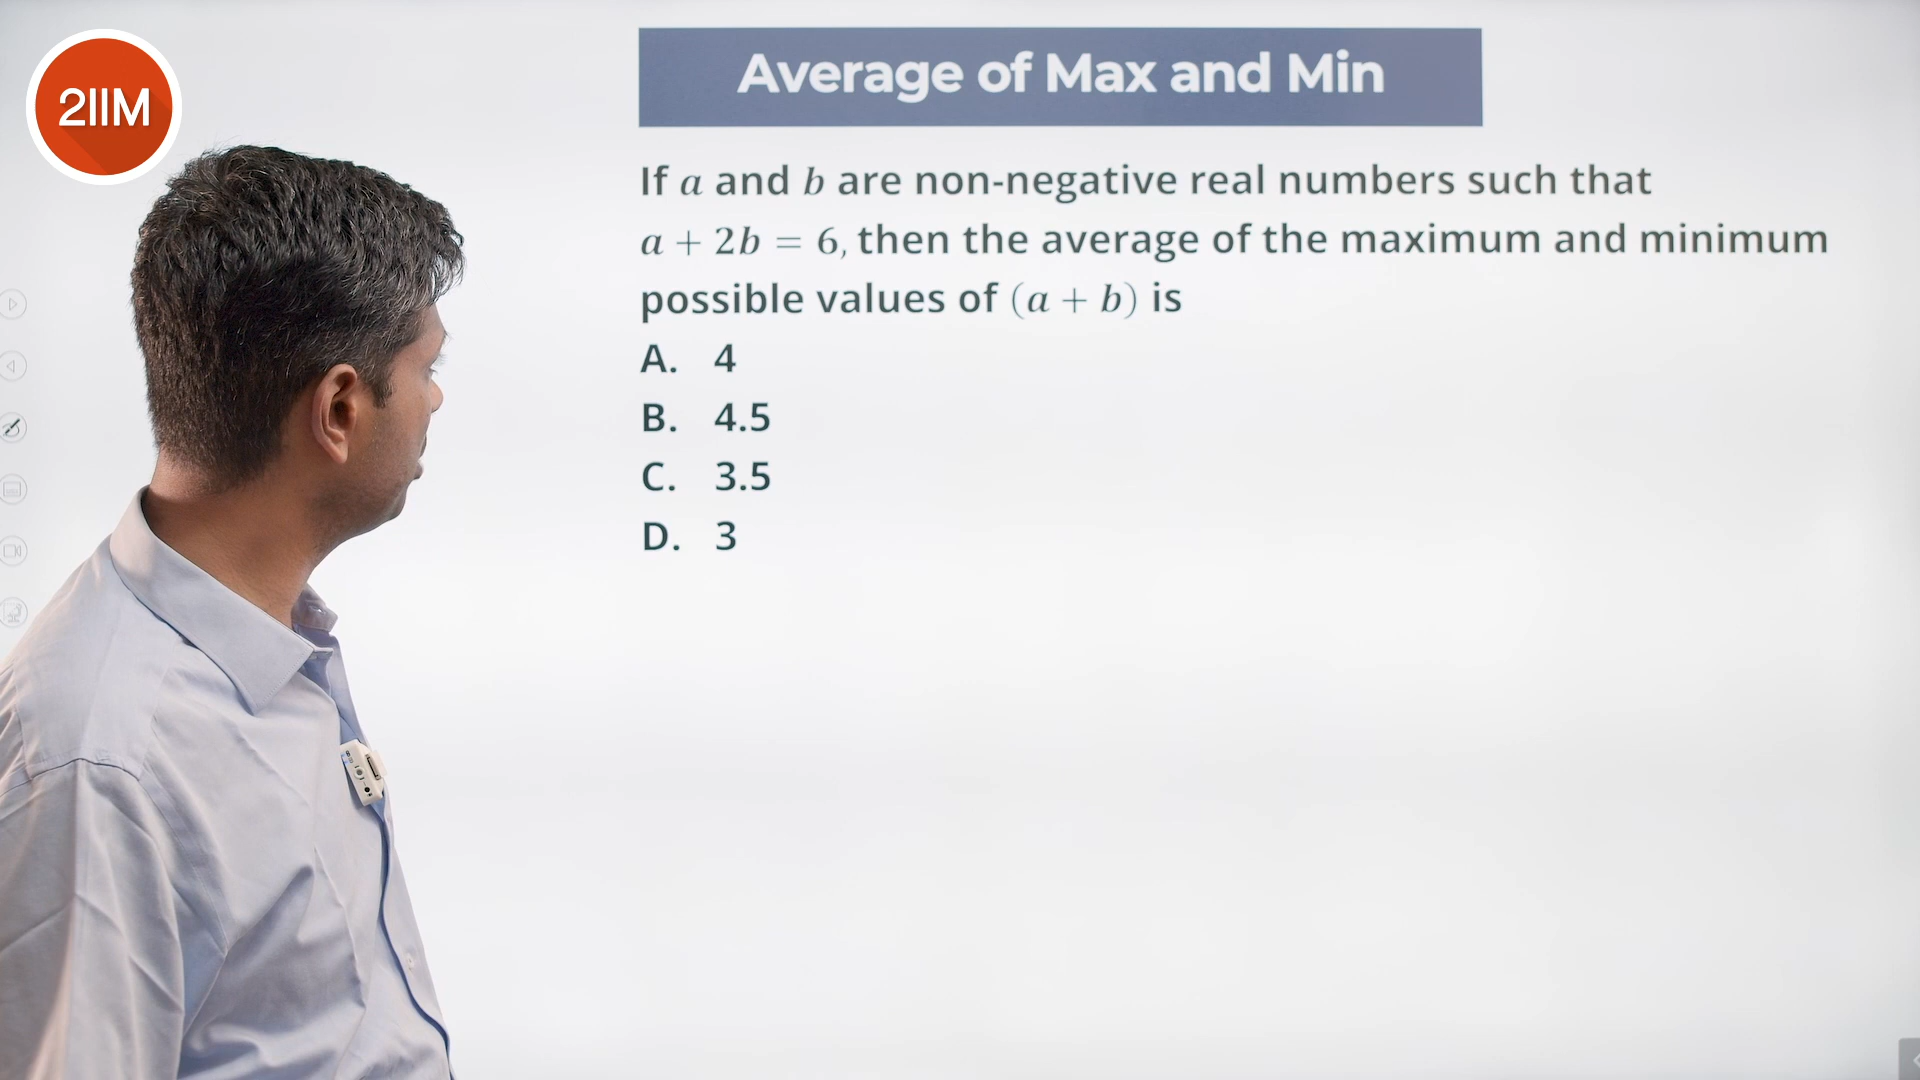 2IIM
Average of Max and Min
If a and b are non-negative real numbers such that
a + 2b = 6, then the average of the maximum and minimum
possible values of (a + b) is
A. 4
B. 4.5
C. 3.5
D. 3